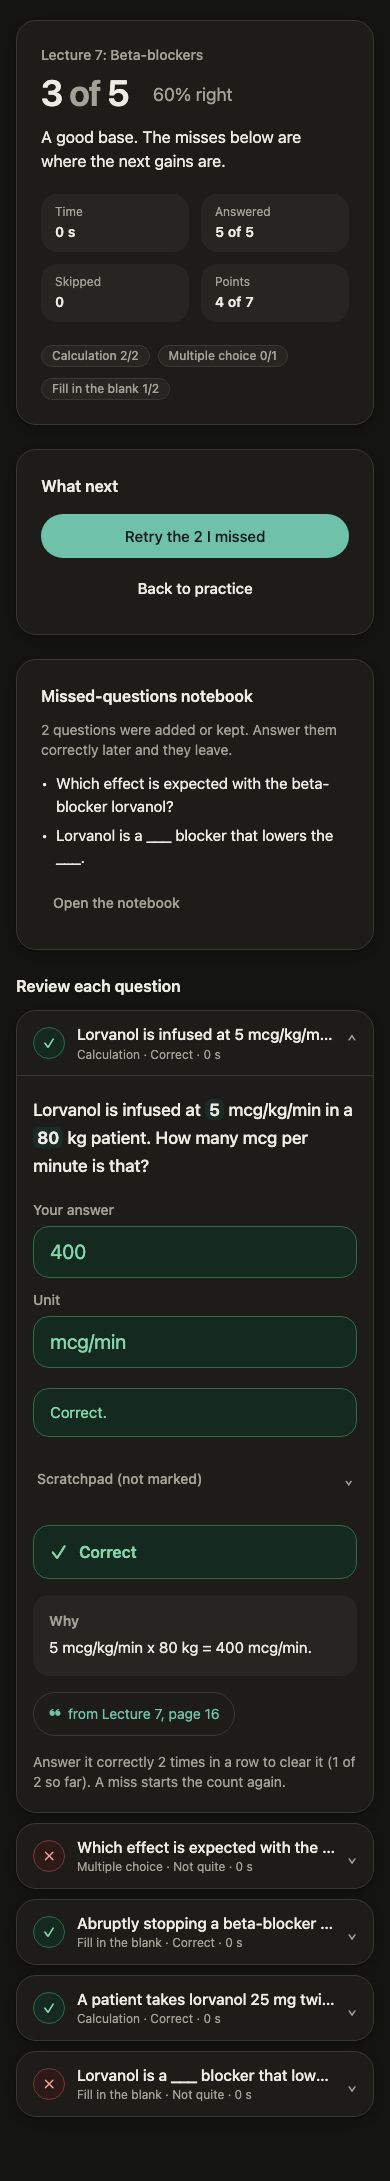 Lecture 7: Beta-blockers
3 of 5 60% right
A good base. The misses below are
where the next gains are.
Time
0 s
Answered
5 of 5
Skipped
0
Points
4 of 7
Calculation 2/2
Multiple choice 0/1
Fill in the blank 1/2
What next
Retry the 2 I missed
Back to practice
Missed-questions notebook
2 questions were added or kept. Answer them
correctly later and they leave.
• Which effect is expected with the beta-
blocker lorvanol?
• Lorvanol is a ___ blocker that lowers the
___.
Open the notebook
Review each question
Lorvanol is infused at 5 mcg/kg/m...
Calculation · Correct · 0 s
Lorvanol is infused at 5 mcg/kg/min in a
80 kg patient. How many mcg per
minute is that?
Your answer
400
Unit
mcg/min
Correct.
Scratchpad (not marked)
Correct
Why
5 mcg/kg/min x 80 kg = 400 mcg/min.
❝ from Lecture 7, page 16
Answer it correctly 2 times in a row to clear it (1 of
2 so far). A miss starts the count again.
Which effect is expected with the ...
Multiple choice · Not quite · 0 s
Abruptly stopping a beta-blocker ...
Fill in the blank · Correct · 0 s
A patient takes lorvanol 25 mg twi...
Calculation · Correct · 0 s
Lorvanol is a ___ blocker that low...
Fill in the blank · Not quite · 0 s